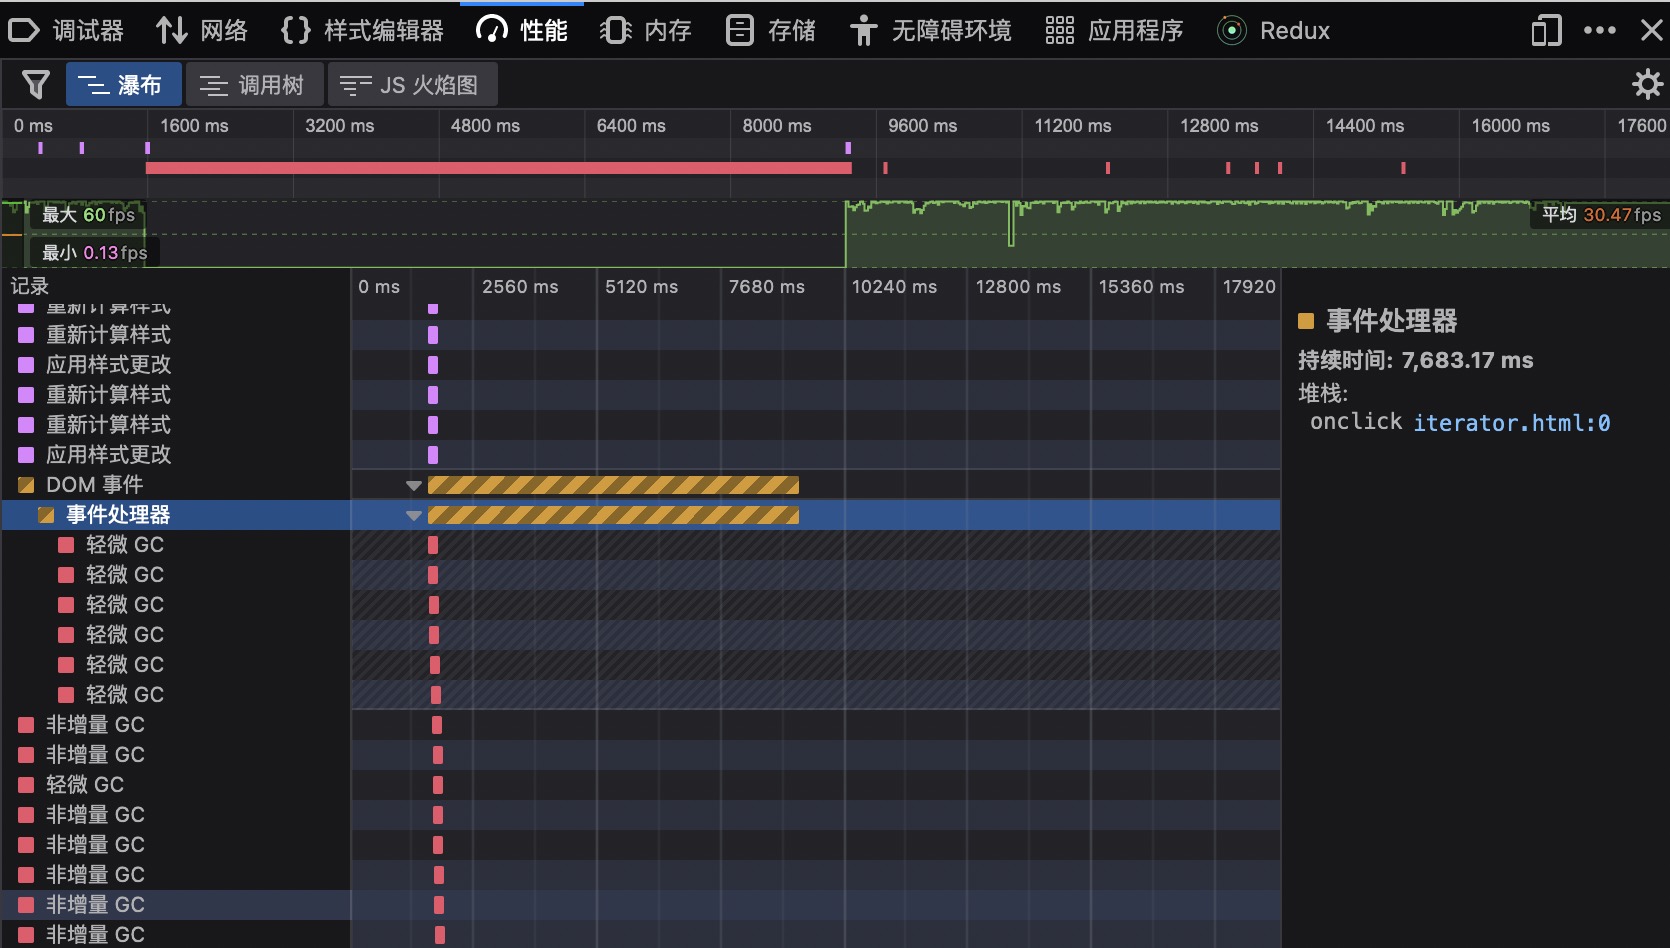 调试器 网络 {} 样式编辑器 性能 内存 存储 无障碍环境 应用程序 Redux
瀑布 调用树 JS 火焰图
0 ms 1600 ms 3200 ms 4800 ms 6400 ms 8000 ms 9600 ms 11200 ms 12800 ms 14400 ms 16000 ms 17600
最大 60fps
平均 30.47fps
最小 0.13fps
记录 0 ms 2560 ms 5120 ms 7680 ms 10240 ms 12800 ms 15360 ms 17920
重新计算样式
重新计算样式
应用样式更改
重新计算样式
重新计算样式
应用样式更改
DOM 事件
事件处理器
轻微 GC
轻微 GC
轻微 GC
轻微 GC
轻微 GC
轻微 GC
非增量 GC
非增量 GC
轻微 GC
非增量 GC
非增量 GC
非增量 GC
非增量 GC
非增量 GC
事件处理器
持续时间: 7,683.17 ms
堆栈:
onclick iterator.html:0